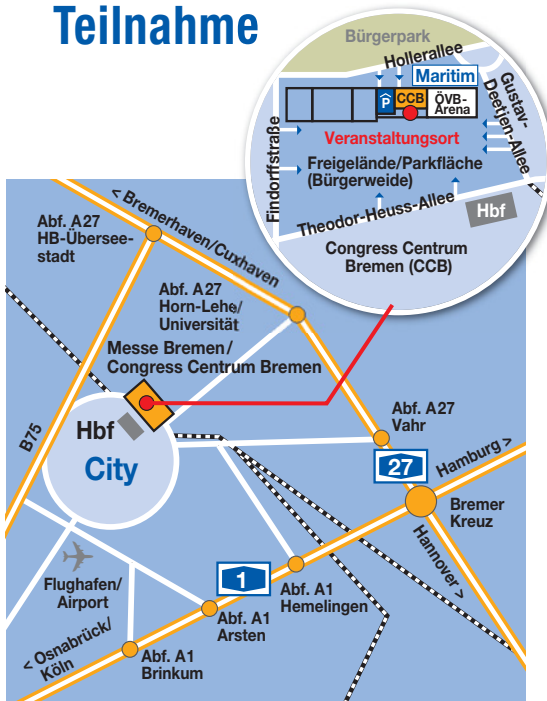 Teilnahme
Bürgerpark
Hollerallee
Maritim
P
CCB
ÖVB-
Arena
Gustav-
Deetjen-Allee
Findorffstraße
Veranstaltungsort
Freigelände/Parkfläche
(Bürgerweide)
Theodor-Heuss-Allee
Hbf
Congress Centrum
Bremen (CCB)
< Bremerhaven/Cuxhaven
Abf. A27
HB-Übersee-
stadt
Abf. A27
Horn-Lehe/
Universität
Messe Bremen/
Congress Centrum Bremen
B75
Hbf
City
Abf. A27
Vahr
27
Hamburg >
Bremer
Kreuz
Hannover >
Flughafen/
Airport
1
Abf. A1
Hemelingen
Abf. A1
Arsten
< Osnabrück/
Köln
Abf. A1
Brinkum